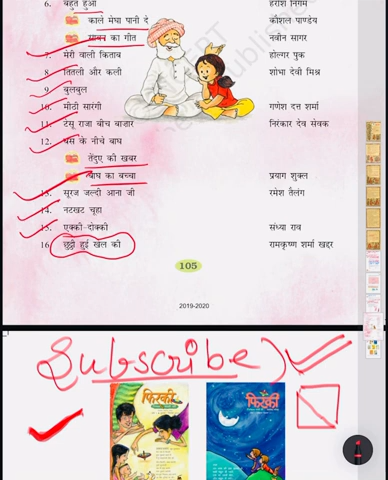 6. बहुत हुआ हरीश निगम
काले मेघा पानी दे कौशल पाण्डेय
सावन का गीत नवीन सागर
7. मेरी वाली किताब होल्गर पुक
8. तितली और कली शोभा देवी मिश्र
9. बुलबुल
10. मीठी सारंगी गणेश दत्त शर्मा
11. टेसू राजा बीच बाजार निरंकार देव सेवक
12. बस के नीचे बाघ
तेंदुए की खबर
बाघ का बच्चा प्रयाग शुक्ल
13. सूरज जल्दी आना जी रमेश तैलंग
14. नटखट चूहा
15. एक्की-दोक्की संध्या राव
16. छुट्टी हुई खेल की रामकृष्ण शर्मा खद्दर
105
2019-2020
Subscribe
फिरकी फिरकी